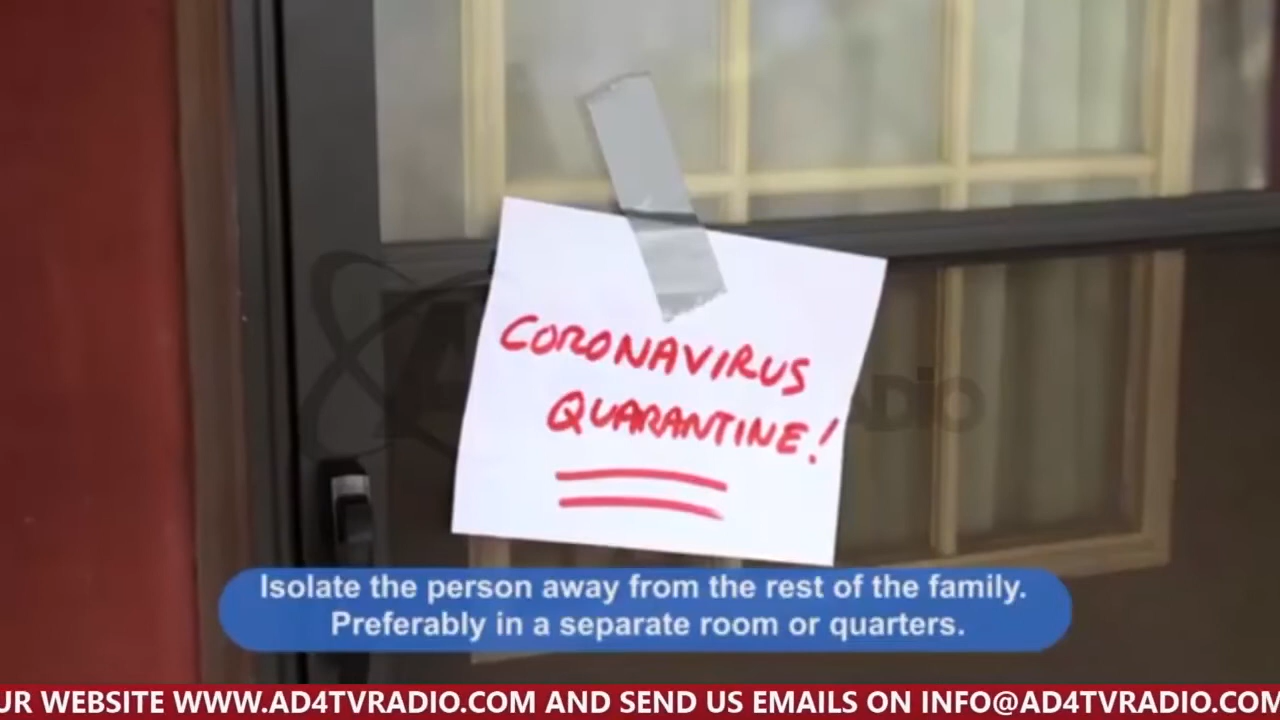 CORONAVIRUS
QUARANTINE!
ADIO
Isolate the person away from the rest of the family.
Preferably in a separate room or quarters.
UR WEBSITE WWW.AD4TVRADIO.COM AND SEND US EMAILS ON INFO@AD4TVRADIO.COM